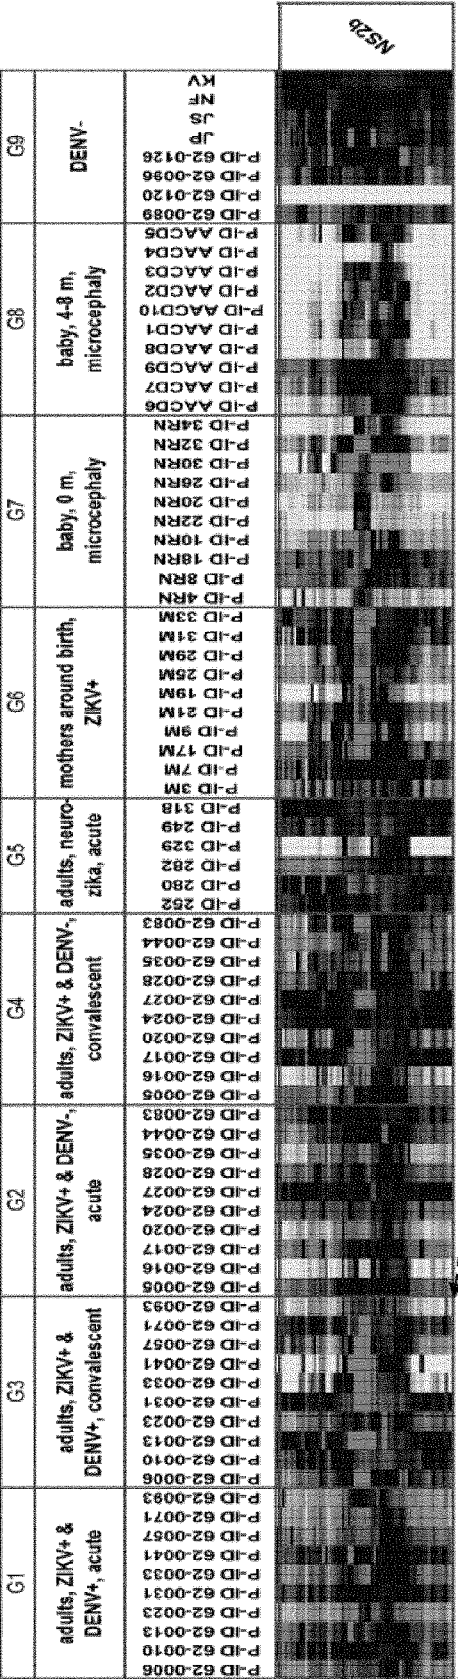 NS2b
G9
DENV-
KV
NF
JS
JP
P-ID 62-0126
P-ID 62-0096
P-ID 62-0120
P-ID 62-0089
G8
baby, 4-8 m,
microcephaly
P-ID AACD5
P-ID AACD4
P-ID AACD3
P-ID AACD2
P-ID AACD10
P-ID AACD1
P-ID AACD8
P-ID AACD9
P-ID AACD7
P-ID AACD6
G7
baby, 0 m,
microcephaly
P-ID 34RN
P-ID 32RN
P-ID 30RN
P-ID 26RN
P-ID 20RN
P-ID 22RN
P-ID 10RN
P-ID 18RN
P-ID 8RN
P-ID 4RN
G6
mothers around birth,
ZIKV+
P-ID 33M
P-ID 31M
P-ID 29M
P-ID 25M
P-ID 19M
P-ID 21M
P-ID 9M
P-ID 17M
P-ID 7M
P-ID 3M
G5
adults, neuro-
zika, acute
P-ID 318
P-ID 249
P-ID 329
P-ID 282
P-ID 280
P-ID 252
G4
adults, ZIKV+ & DENV-,
convalescent
P-ID 62-0083
P-ID 62-0044
P-ID 62-0035
P-ID 62-0028
P-ID 62-0027
P-ID 62-0024
P-ID 62-0020
P-ID 62-0017
P-ID 62-0016
P-ID 62-0005
G2
adults, ZIKV+ & DENV-,
acute
P-ID 62-0083
P-ID 62-0044
P-ID 62-0035
P-ID 62-0028
P-ID 62-0027
P-ID 62-0024
P-ID 62-0020
P-ID 62-0017
P-ID 62-0016
P-ID 62-0005
G3
adults, ZIKV+ &
DENV+, convalescent
P-ID 62-0093
P-ID 62-0071
P-ID 62-0057
P-ID 62-0041
P-ID 62-0033
P-ID 62-0031
P-ID 62-0023
P-ID 62-0013
P-ID 62-0010
P-ID 62-0006
G1
adults, ZIKV+ &
DENV+, acute
P-ID 62-0093
P-ID 62-0071
P-ID 62-0057
P-ID 62-0041
P-ID 62-0033
P-ID 62-0031
P-ID 62-0023
P-ID 62-0013
P-ID 62-0010
P-ID 62-0006